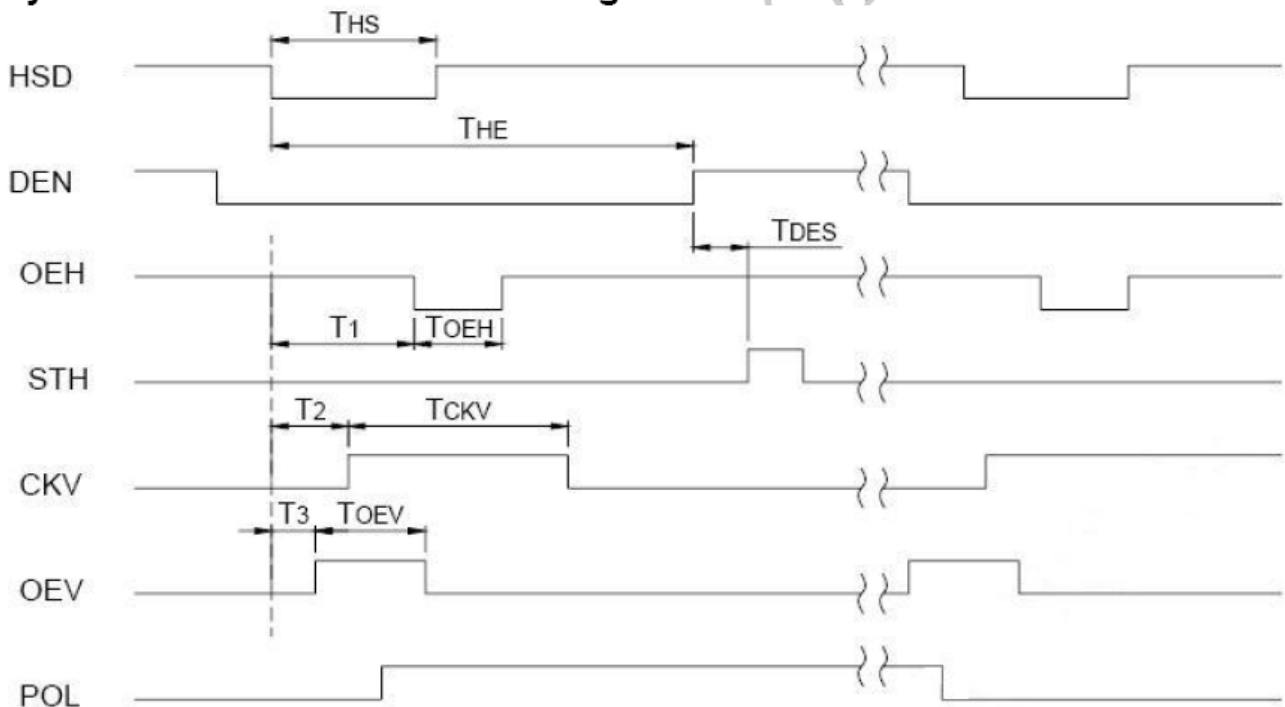 THS
HSD
THE
DEN
TDES
OEH
T1 TOEH
STH
T2 TCKV
CKV
T3 TOEV
OEV
POL